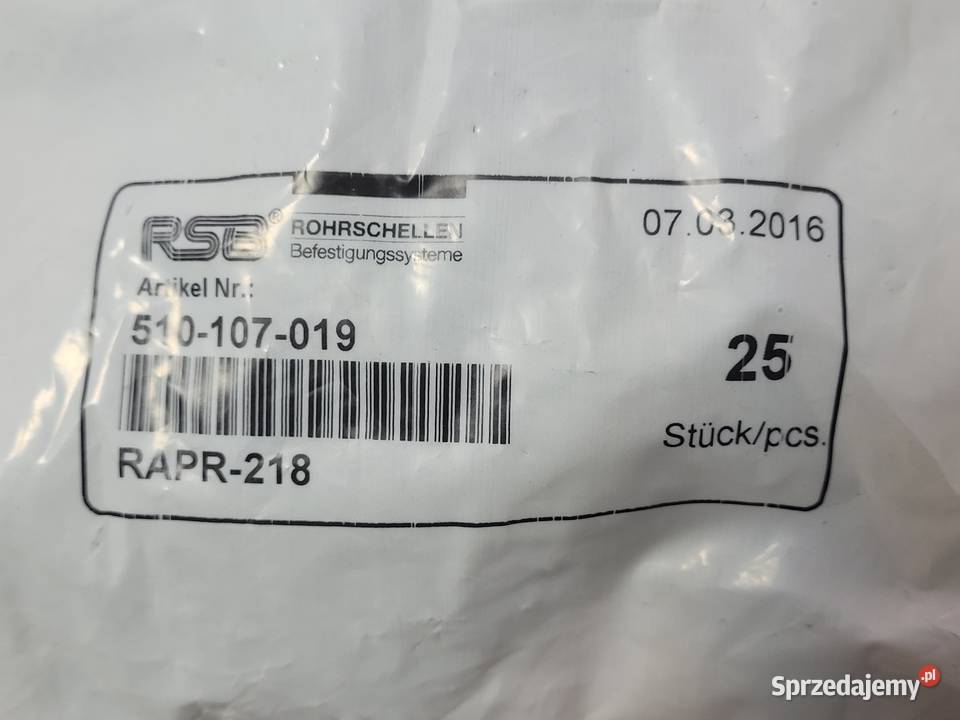 RSB® ROHRSCHELLEN
Befestigungssysteme
07.03.2016
Artikel Nr.:
510-107-019
25
Stück/pcs.
RAPR-218
Sprzedajemy.pl